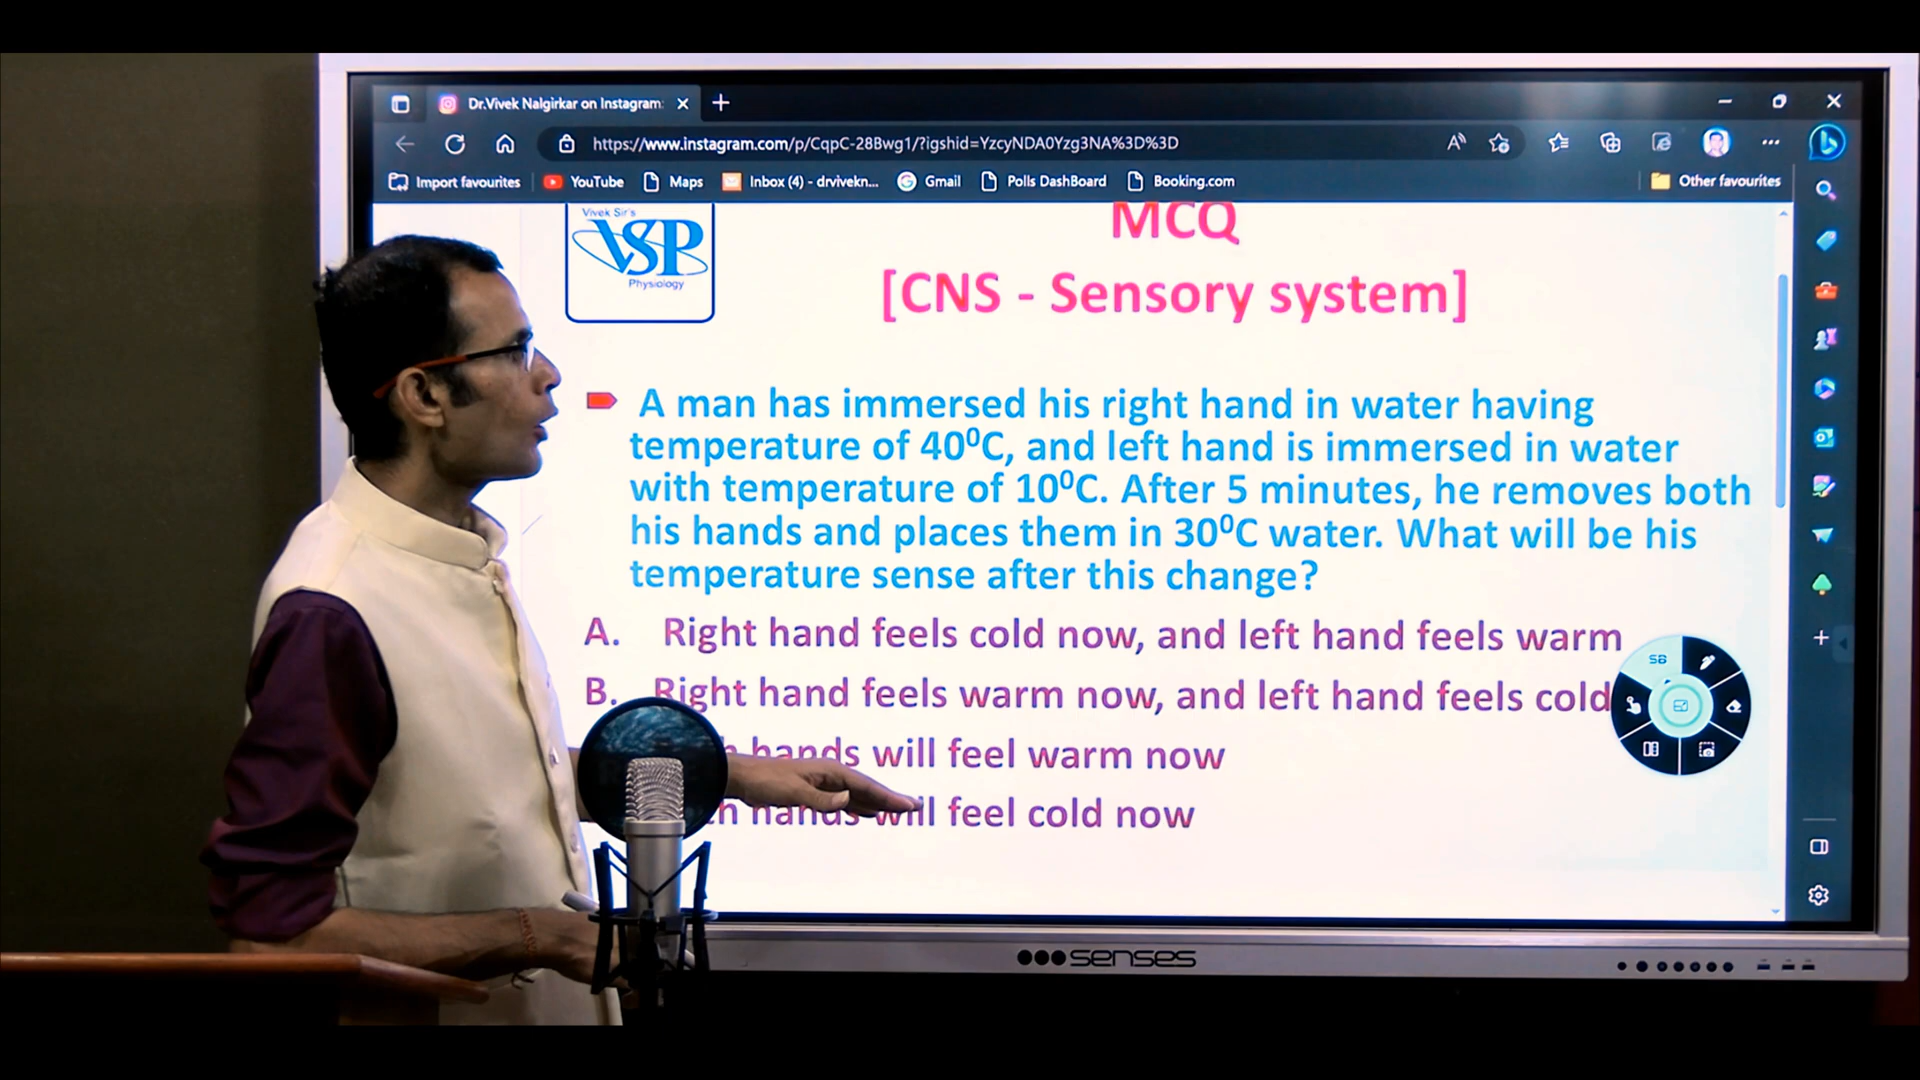 Dr.Vivek Nalgirkar on Instagram:
https://www.instagram.com/p/CqpC-28Bwg1/?igshid=YzcyNDA0Yzg3NA%3D%3D
Import favourites YouTube Maps Inbox (4) - drvivekn... Gmail Polls DashBoard Booking.com Other favourites
Vivek Sir's
VSP
Physiology
MCQ
[CNS - Sensory system]
A man has immersed his right hand in water having
temperature of 40⁰C, and left hand is immersed in water
with temperature of 10⁰C. After 5 minutes, he removes both
his hands and places them in 30⁰C water. What will be his
temperature sense after this change?
A. Right hand feels cold now, and left hand feels warm
B. Right hand feels warm now, and left hand feels cold
hands will feel warm now
hands will feel cold now
senses